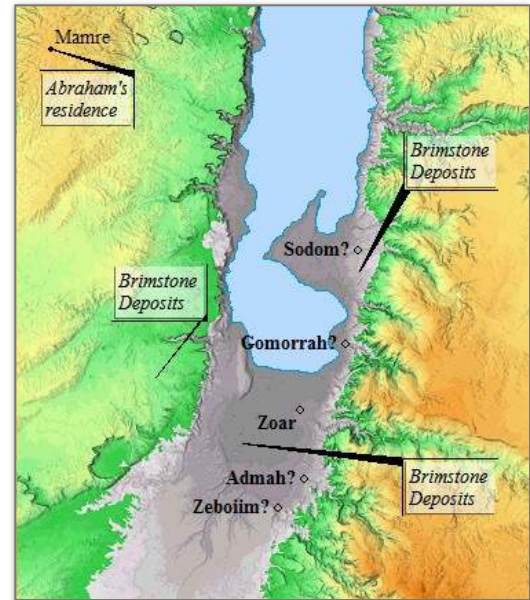 Mamre
J U D
Abraham's
residence
Brimstone
Deposits
Sodom?
Brimstone
Deposits
Gomorrah?
Zoar
Admah?
Brimstone
Deposits
Zeboiim?